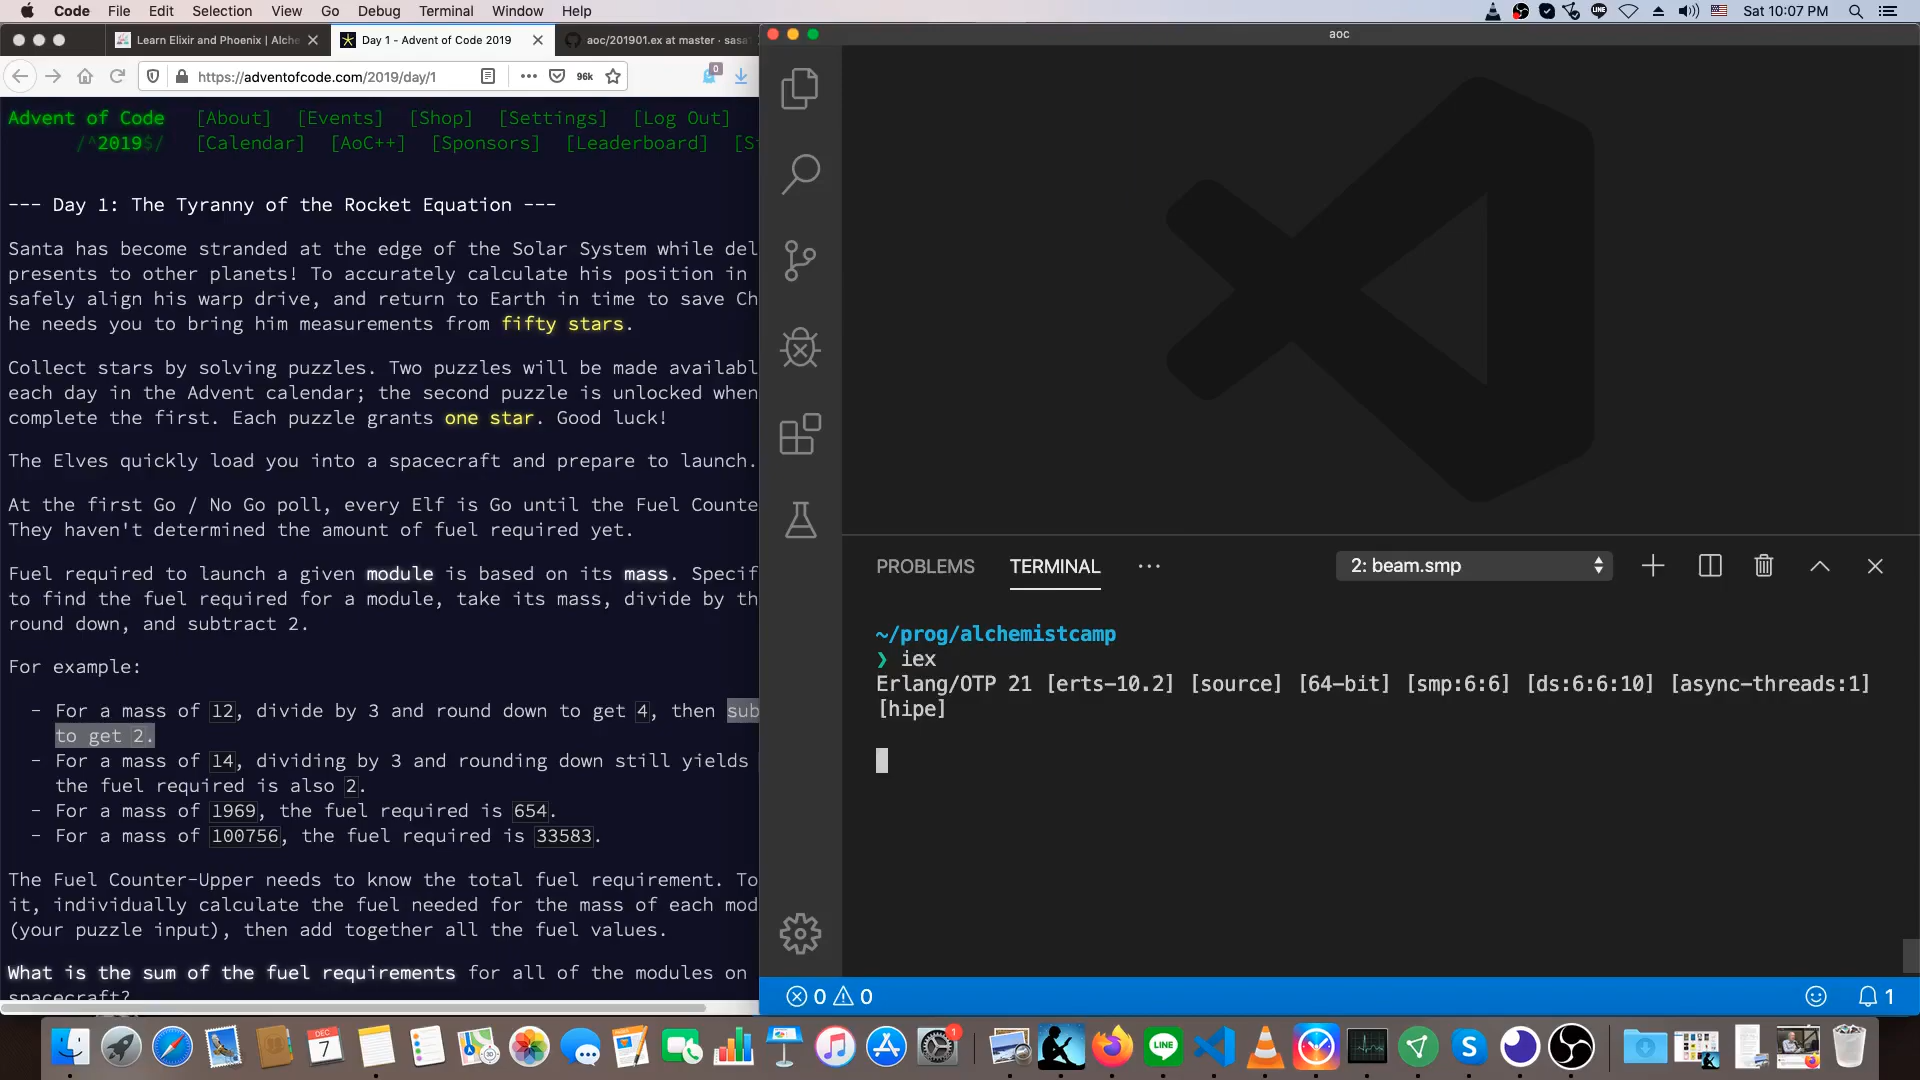 Code File Edit Selection View Go Debug Terminal Window Help
Sat 10:07 PM
Learn Elixir and Phoenix | Alche
Day 1 - Advent of Code 2019
aoc/201901.ex at master · sasa1
aoc
https://adventofcode.com/2019/day/1
96k
0
Advent of Code [About] [Events] [Shop] [Settings] [Log Out]
/^2019$/ [Calendar] [AoC++] [Sponsors] [Leaderboard] [S
--- Day 1: The Tyranny of the Rocket Equation ---
Santa has become stranded at the edge of the Solar System while del
presents to other planets! To accurately calculate his position in
safely align his warp drive, and return to Earth in time to save Ch
he needs you to bring him measurements from fifty stars.
Collect stars by solving puzzles. Two puzzles will be made availabl
each day in the Advent calendar; the second puzzle is unlocked when
complete the first. Each puzzle grants one star. Good luck!
The Elves quickly load you into a spacecraft and prepare to launch.
At the first Go / No Go poll, every Elf is Go until the Fuel Counte
They haven't determined the amount of fuel required yet.
Fuel required to launch a given module is based on its mass. Specif
to find the fuel required for a module, take its mass, divide by th
round down, and subtract 2.
For example:
- For a mass of 12, divide by 3 and round down to get 4, then sub
to get 2.
- For a mass of 14, dividing by 3 and rounding down still yields
the fuel required is also 2.
- For a mass of 1969, the fuel required is 654.
- For a mass of 100756, the fuel required is 33583.
The Fuel Counter-Upper needs to know the total fuel requirement. To
it, individually calculate the fuel needed for the mass of each mod
(your puzzle input), then add together all the fuel values.
What is the sum of the fuel requirements for all of the modules on
spacecraft?
PROBLEMS TERMINAL ··· 2: beam.smp
~/prog/alchemistcamp
❯ iex
Erlang/OTP 21 [erts-10.2] [source] [64-bit] [smp:6:6] [ds:6:6:10] [async-threads:1]
[hipe]
0 0
1
DEC
7
1
LINE